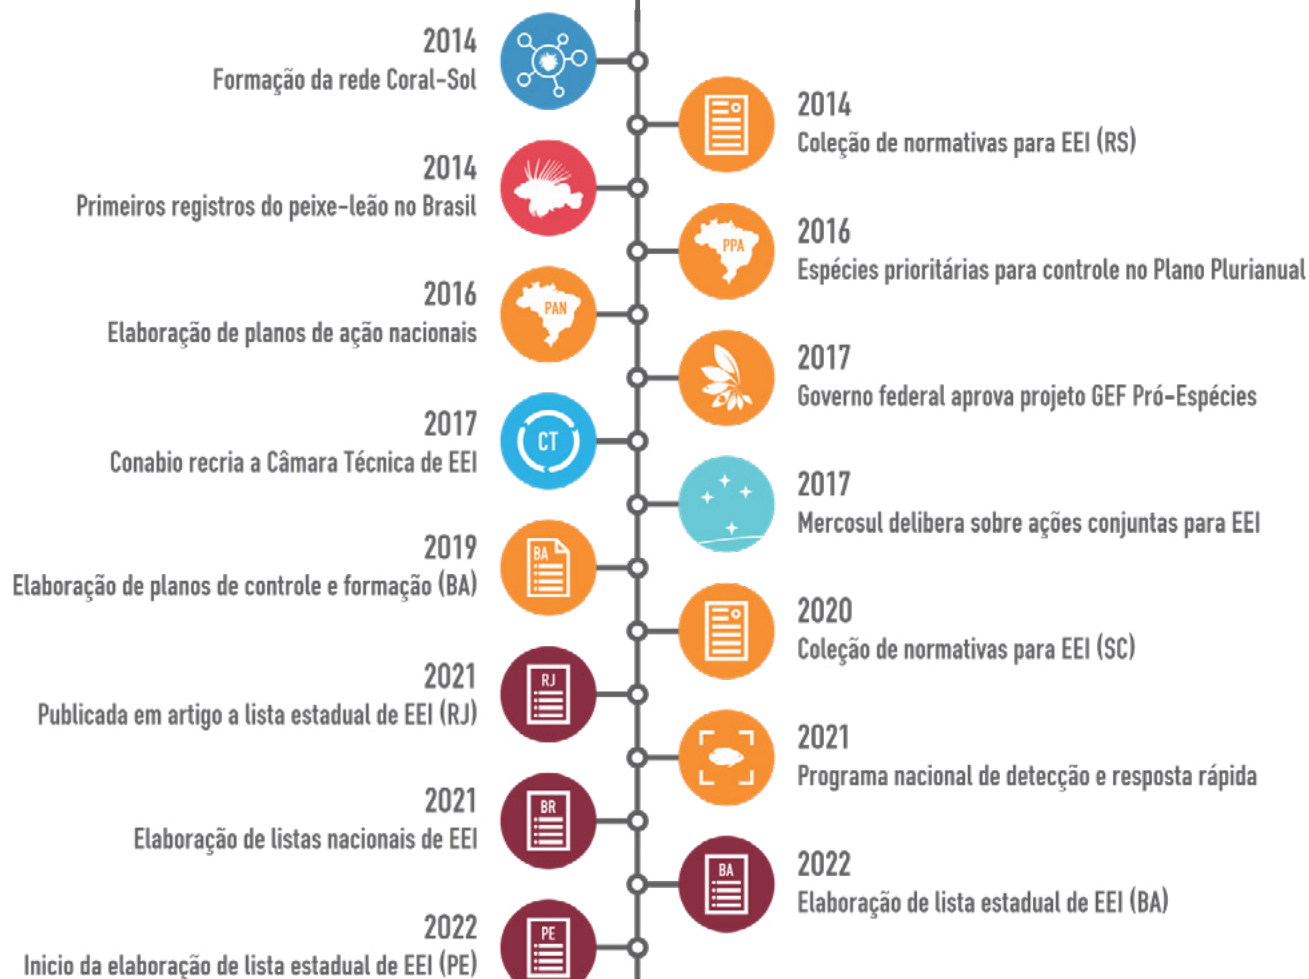 2014
Formação da rede Coral-Sol
2014
Coleção de normativas para EEI (RS)
2014
Primeiros registros do peixe-leão no Brasil
PPA
2016
Espécies prioritárias para controle no Plano Plurianual
2016
Elaboração de planos de ação nacionais
PAN
2017
Governo federal aprova projeto GEF Pró-Espécies
2017
Conabio recria a Câmara Técnica de EEI
CT
2017
Mercosul delibera sobre ações conjuntas para EEI
2019
Elaboração de planos de controle e formação (BA)
BA
2020
Coleção de normativas para EEI (SC)
2021
Publicada em artigo a lista estadual de EEI (RJ)
RJ
2021
Programa nacional de detecção e resposta rápida
2021
Elaboração de listas nacionais de EEI
BR
BA
2022
Elaboração de lista estadual de EEI (BA)
2022
Inicio da elaboração de lista estadual de EEI (PE)
PE